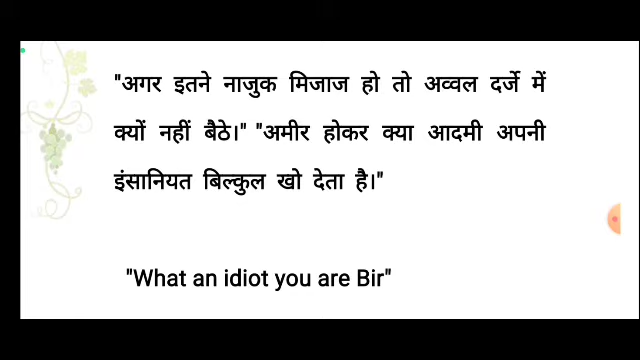 "अगर इतने नाजुक मिजाज हो तो अव्वल दर्जे में
क्यों नहीं बैठे।" "अमीर होकर क्या आदमी अपनी
इंसानियत बिल्कुल खो देता है।"
"What an idiot you are Bir"